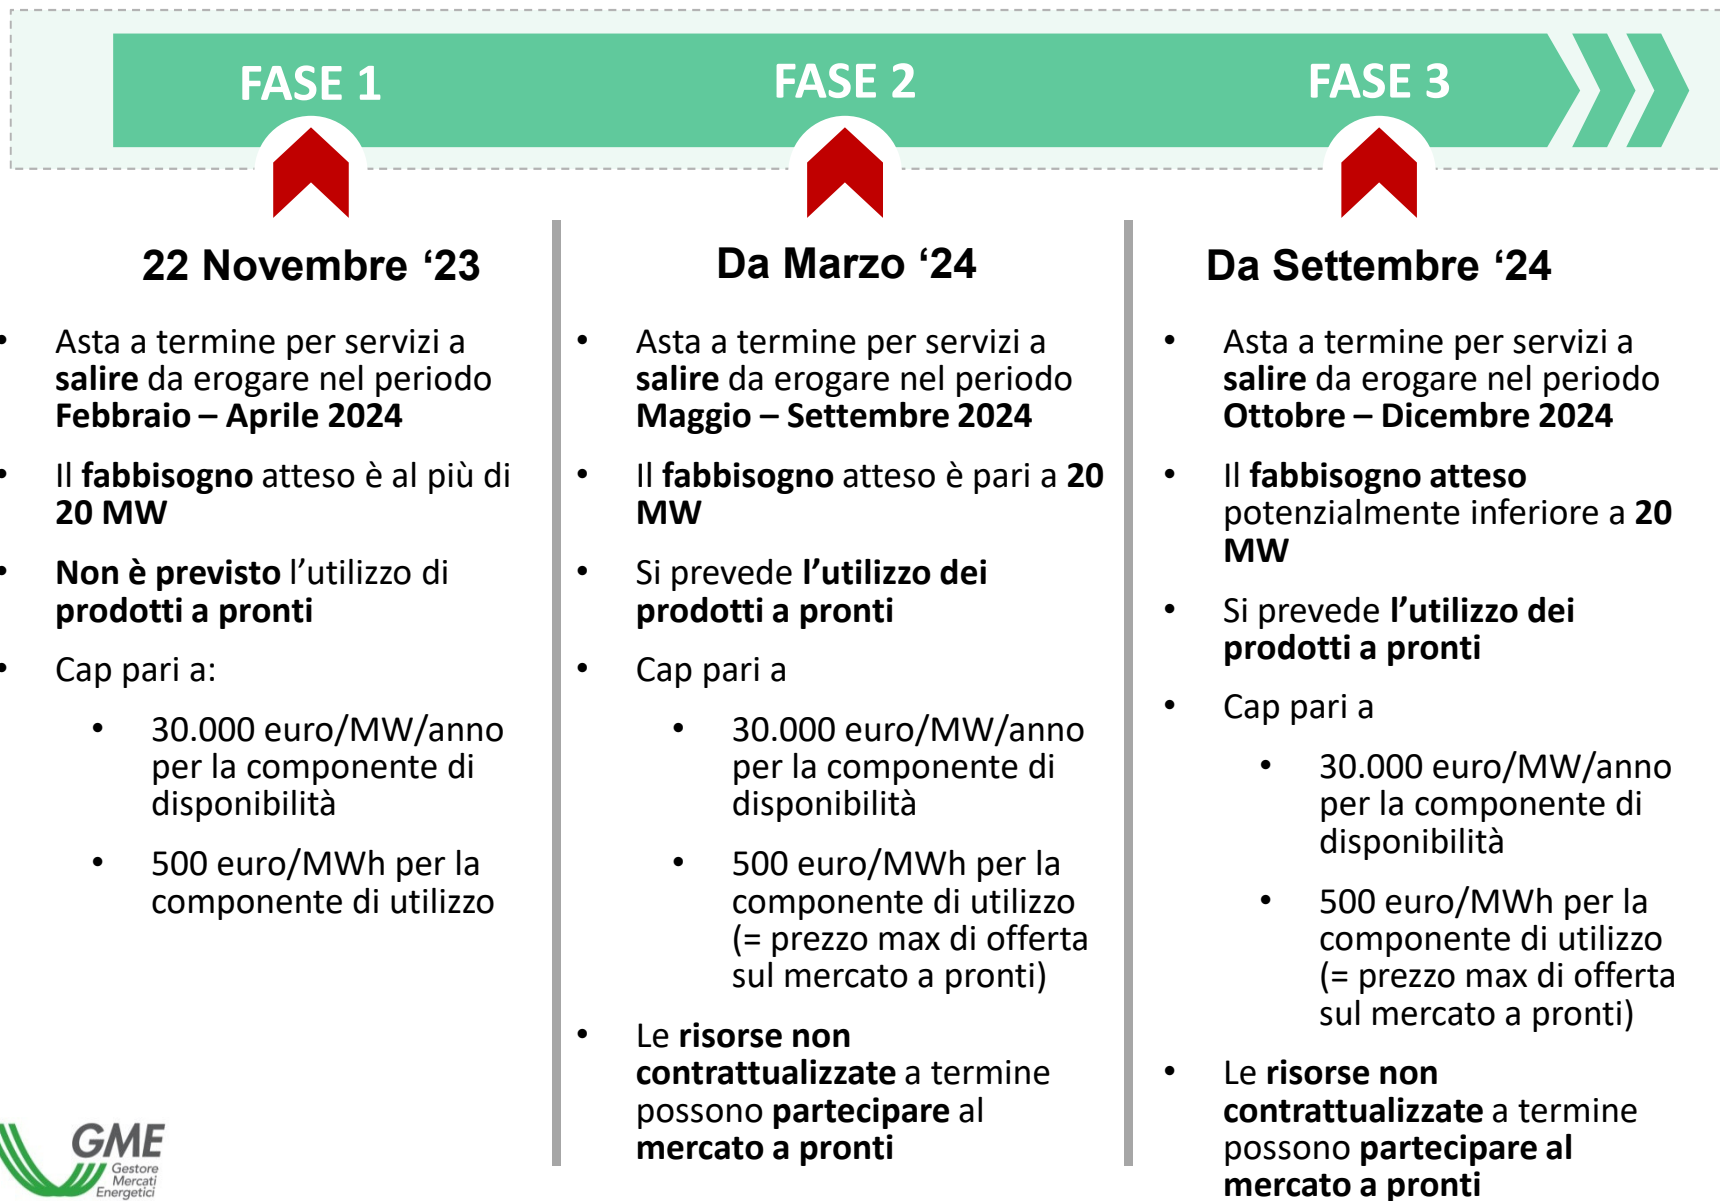 FASE 1
FASE 2
FASE 3
22 Novembre ‘23
• Asta a termine per servizi a
salire da erogare nel periodo
Febbraio – Aprile 2024
• Il fabbisogno atteso è al più di
20 MW
• Non è previsto l’utilizzo di
prodotti a pronti
• Cap pari a:
• 30.000 euro/MW/anno
per la componente di
disponibilità
• 500 euro/MWh per la
componente di utilizzo
Da Marzo ‘24
• Asta a termine per servizi a
salire da erogare nel periodo
Maggio – Settembre 2024
• Il fabbisogno atteso è pari a 20
MW
• Si prevede l’utilizzo dei
prodotti a pronti
• Cap pari a
• 30.000 euro/MW/anno
per la componente di
disponibilità
• 500 euro/MWh per la
componente di utilizzo
(= prezzo max di offerta
sul mercato a pronti)
• Le risorse non
contrattualizzate a termine
possono partecipare al
mercato a pronti
Da Settembre ‘24
• Asta a termine per servizi a
salire da erogare nel periodo
Ottobre – Dicembre 2024
• Il fabbisogno atteso
potenzialmente inferiore a 20
MW
• Si prevede l’utilizzo dei
prodotti a pronti
• Cap pari a
• 30.000 euro/MW/anno
per la componente di
disponibilità
• 500 euro/MWh per la
componente di utilizzo
(= prezzo max di offerta
sul mercato a pronti)
• Le risorse non
contrattualizzate a termine
possono partecipare al
mercato a pronti
GME
Gestore
Mercati
Energetici